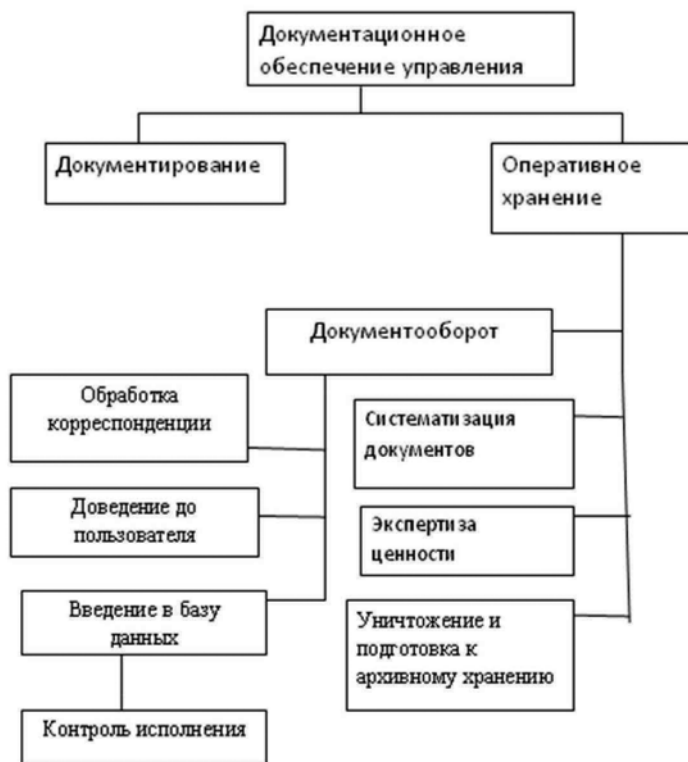 Документационное
обеспечение управления
Документирование
Оперативное
хранение
Документооборот
Обработка
корреспонденции
Систематизация
документов
Доведение до
пользователя
Экспертиза
ценности
Введение в базу
данных
Уничтожение и
подготовка к
архивному хранению
Контроль исполнения